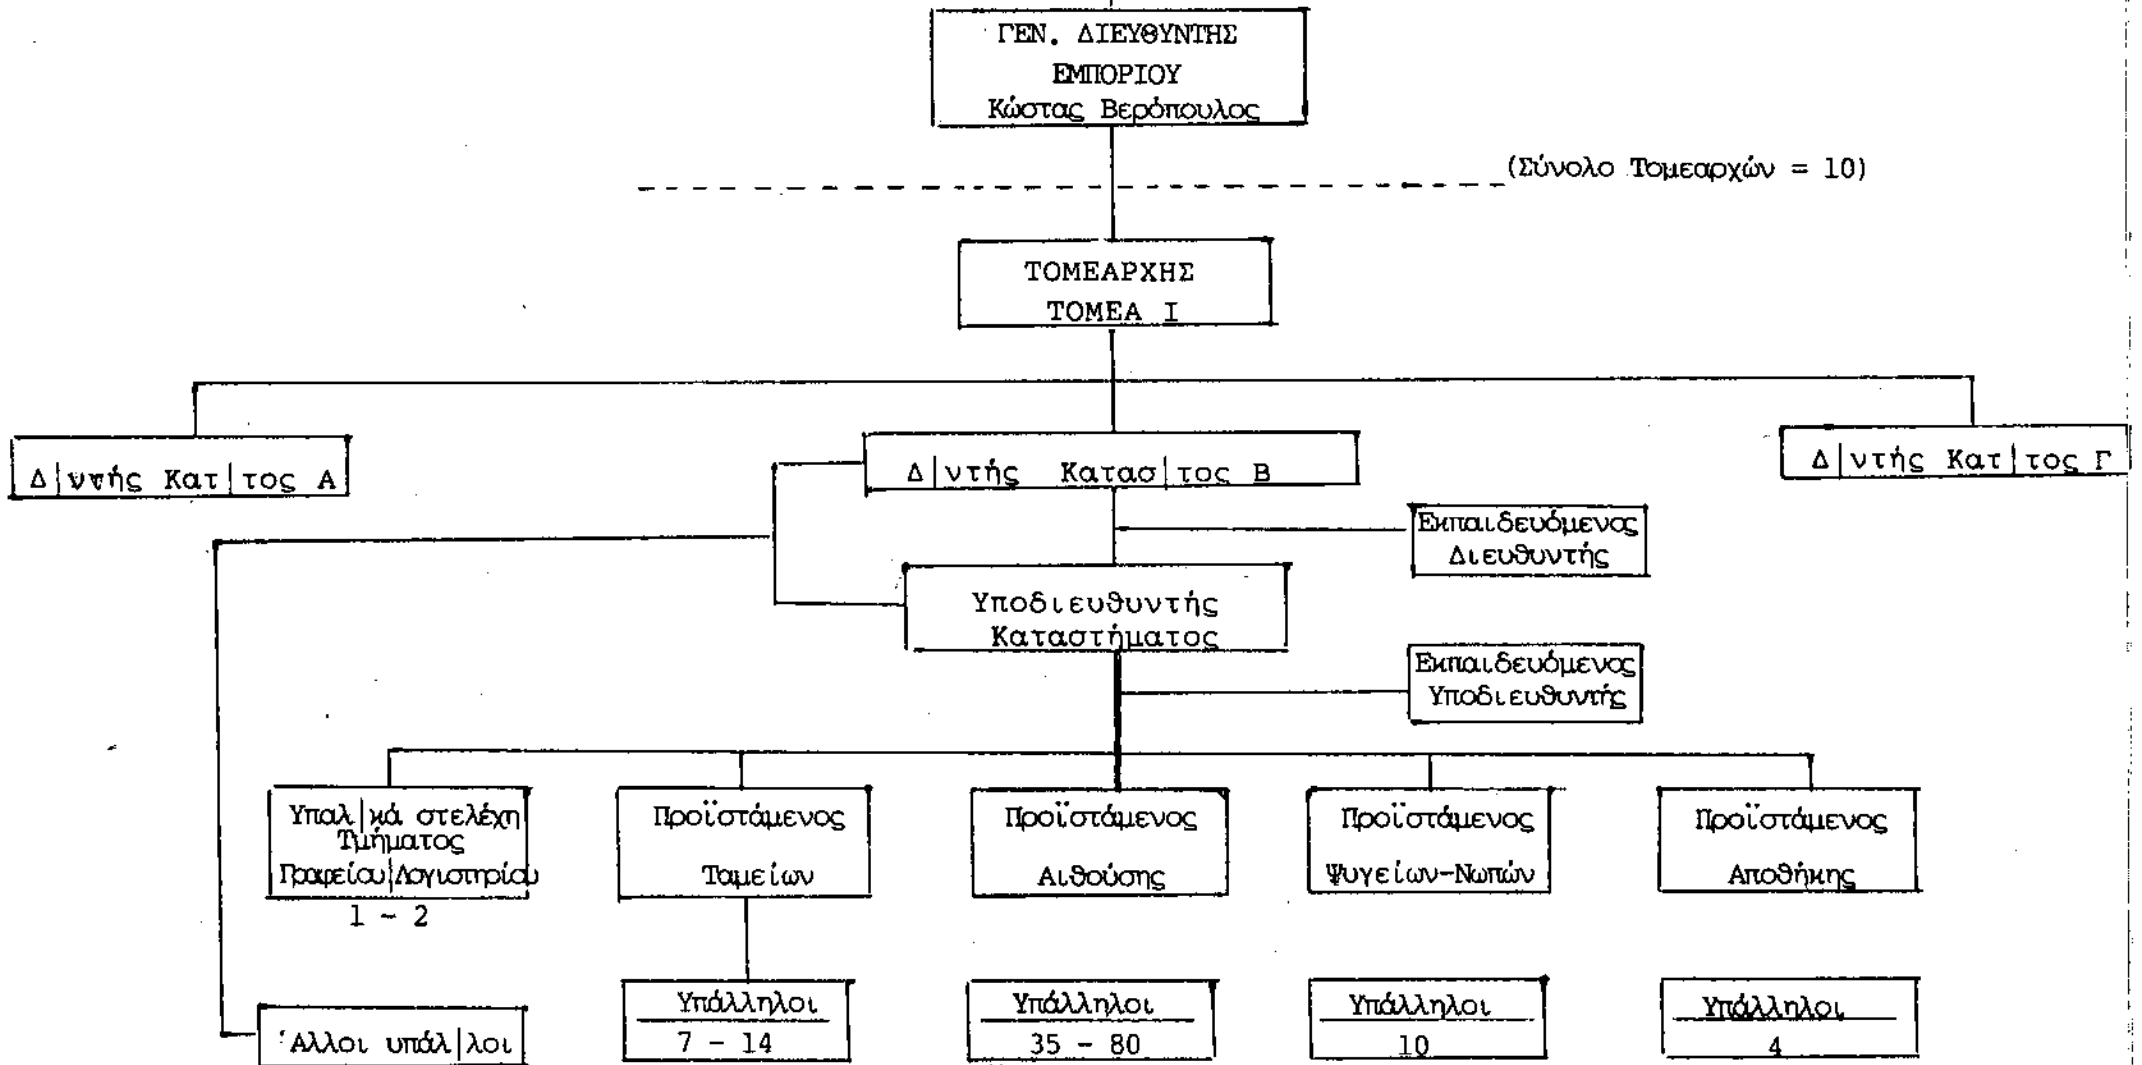 ΓΕΝ. ΔΙΕΥΘΥΝΤΗΣ
ΕΜΠΟΡΙΟΥ
Κώστας Βερόπουλος
(Σύνολο Τομεαρχών = 10)
ΤΟΜΕΑΡΧΗΣ
ΤΟΜΕΑ Ι
Δ|ντής Κατ|τος Α
Δ|ντής Κατασ|τος Β
Δ|ντής Κατ|τος Γ
Εκπαιδευόμενος
Διευθυντής
Υποδιευθυντής
Καταστήματος
Εκπαιδευόμενος
Υποδιευθυντής
Υπαλ|κά στελέχη
Τμήματος
Γραφείου|Λογιστηρίου
1 - 2
Προϊστάμενος
Ταμείων
Προϊστάμενος
Αιθούσης
Προϊστάμενος
Ψυγείων-Νωπών
Προϊστάμενος
Αποθήκης
Άλλοι υπάλ|λοι
Υπάλληλοι
7 - 14
Υπάλληλοι
35 - 80
Υπάλληλοι
10
Υπάλληλοι
4